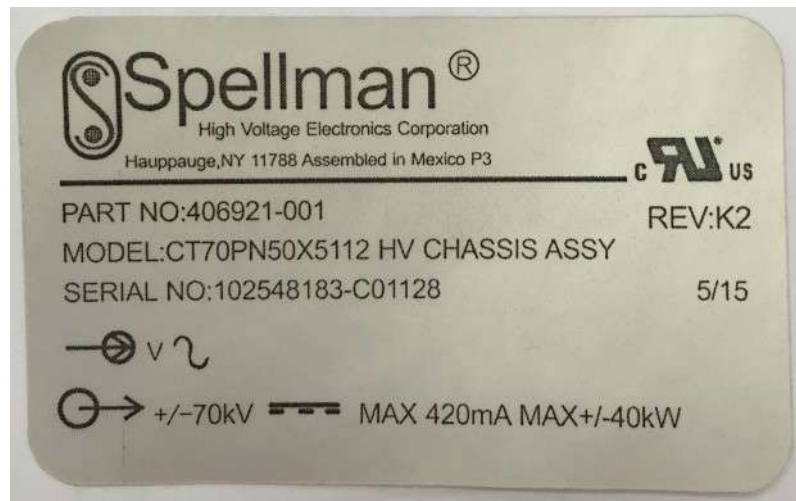 Spellman ®
High Voltage Electronics Corporation
Hauppauge,NY 11788 Assembled in Mexico P3
C RU US
PART NO:406921-001 REV:K2
MODEL:CT70PN50X5112 HV CHASSIS ASSY
SERIAL NO:102548183-C01128 5/15
V
+/-70kV MAX 420mA MAX+/-40kW